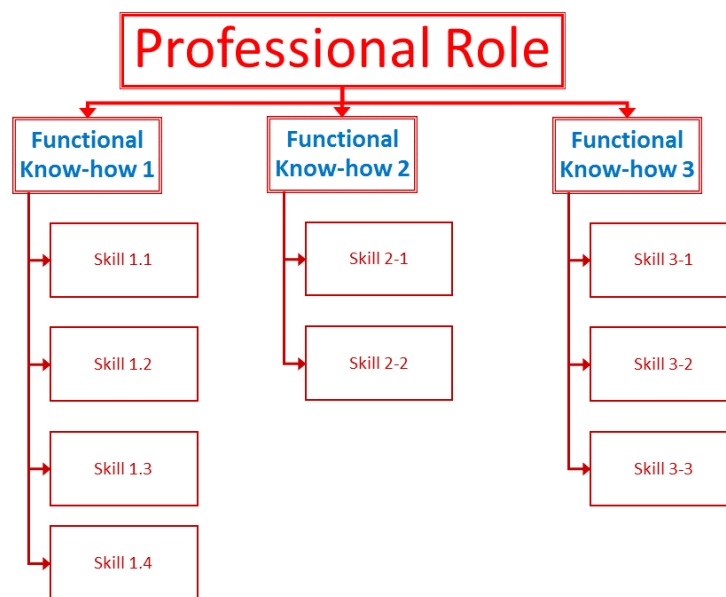 Professional Role
Functional
Know-how 1
Functional
Know-how 2
Functional
Know-how 3
Skill 1.1
Skill 1.2
Skill 1.3
Skill 1.4
Skill 2-1
Skill 2-2
Skill 3-1
Skill 3-2
Skill 3-3